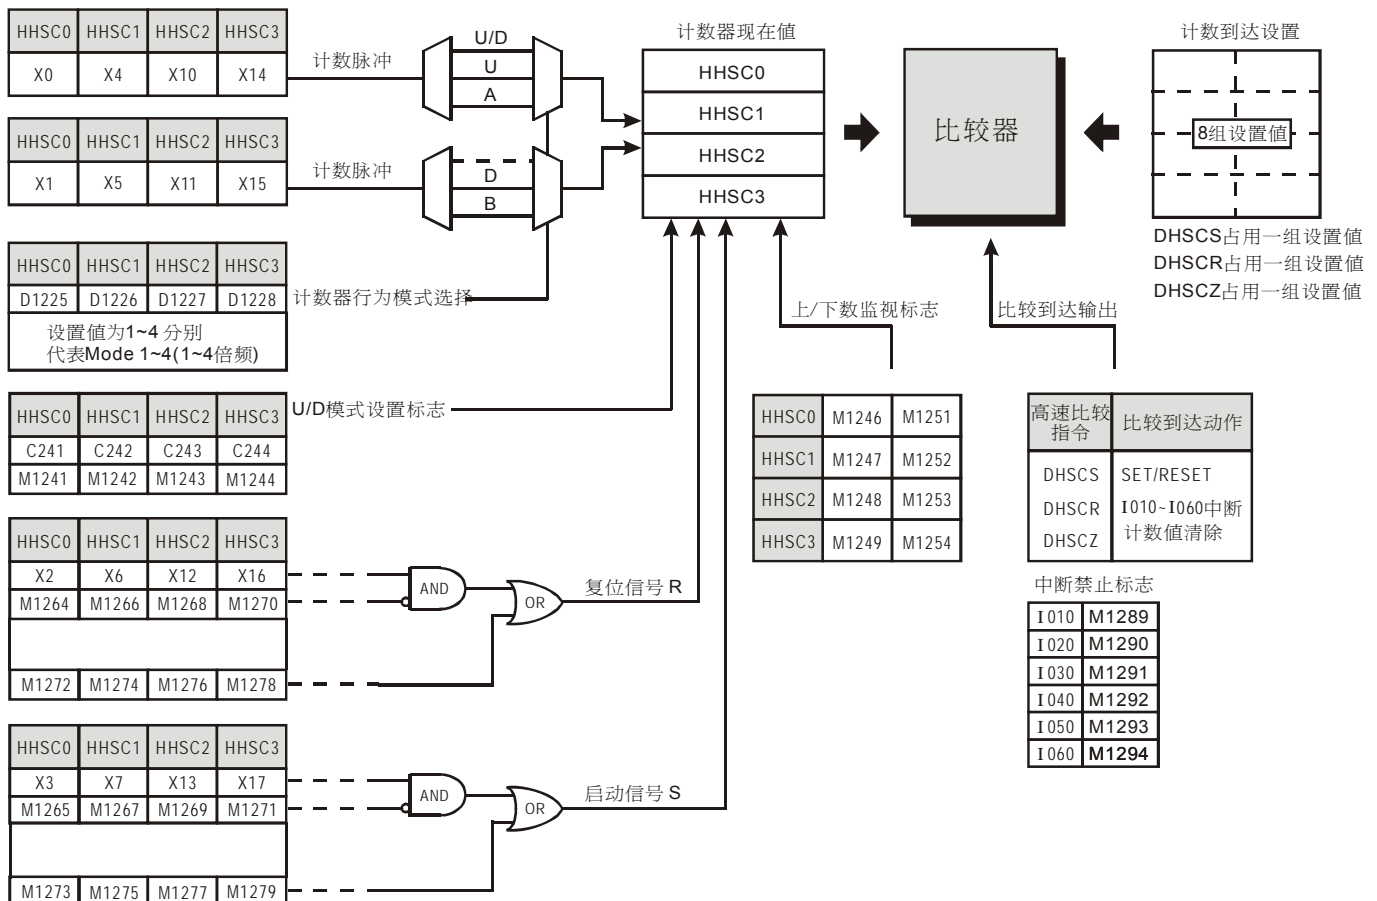 HHSC0 HHSC1 HHSC2 HHSC3
X0 X4 X10 X14
计数脉冲
U/D
U
A
HHSC0 HHSC1 HHSC2 HHSC3
X1 X5 X11 X15
计数脉冲
D
B
HHSC0 HHSC1 HHSC2 HHSC3
D1225 D1226 D1227 D1228
设置值为1~4 分别
代表Mode 1~4(1~4倍频)
计数器行为模式选择
HHSC0 HHSC1 HHSC2 HHSC3
C241 C242 C243 C244
M1241 M1242 M1243 M1244
U/D模式设置标志
HHSC0 HHSC1 HHSC2 HHSC3
X2 X6 X12 X16
M1264 M1266 M1268 M1270
M1272 M1274 M1276 M1278
AND
OR
复位信号 R
HHSC0 HHSC1 HHSC2 HHSC3
X3 X7 X13 X17
M1265 M1267 M1269 M1271
M1273 M1275 M1277 M1279
AND
OR
启动信号 S
计数器现在值
HHSC0
HHSC1
HHSC2
HHSC3
比较器
计数到达设置
8组设置值
DHSCS占用一组设置值
DHSCR占用一组设置值
DHSCZ占用一组设置值
上/下数监视标志
比较到达输出
HHSC0 M1246 M1251
HHSC1 M1247 M1252
HHSC2 M1248 M1253
HHSC3 M1249 M1254
高速比较
指令
比较到达动作
DHSCS SET/RESET
DHSCR I010~I060中断
DHSCZ 计数值清除
中断禁止标志
I010 M1289
I020 M1290
I030 M1291
I040 M1292
I050 M1293
I060 M1294